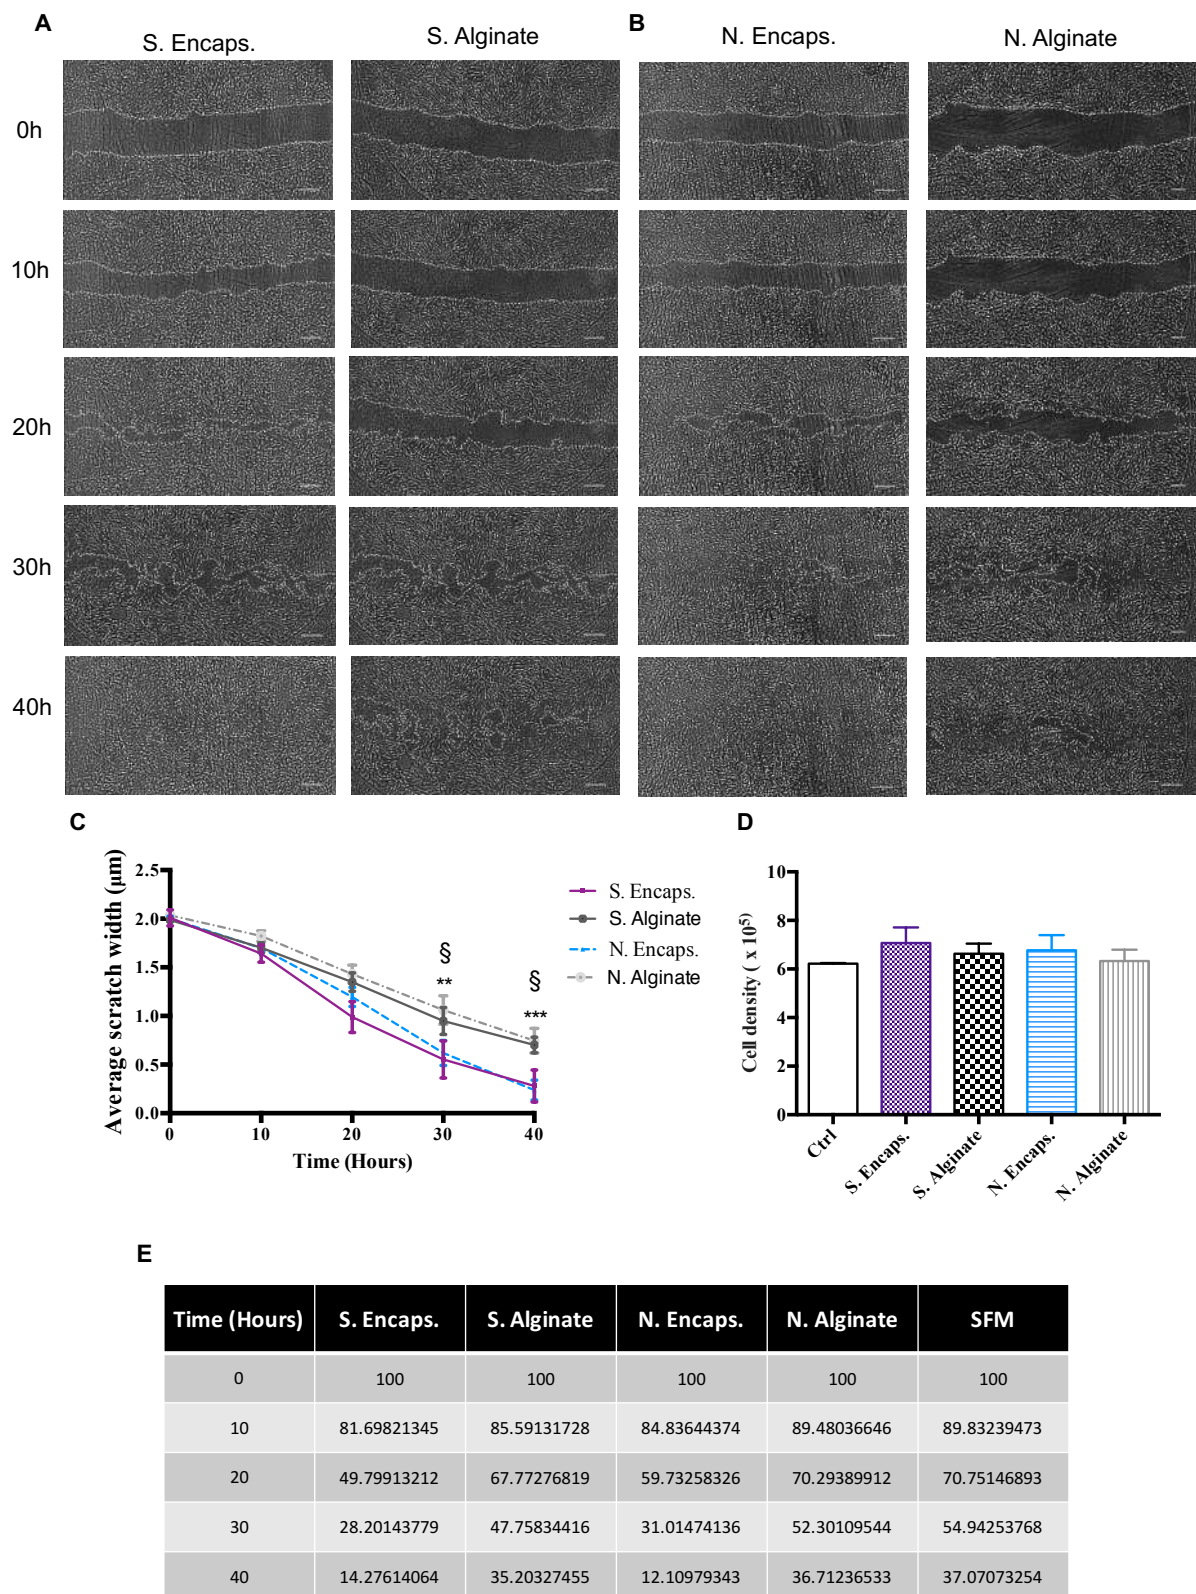 A
B
S. Encaps.
S. Alginate
N. Encaps.
N. Alginate
0h
10h
20h
30h
40h
C
D
Average scratch width (µm)
2.5
2.0
1.5
1.0
0.5
0.0
0
10
20
30
40
Time (Hours)
§
**
§
***
S. Encaps.
S. Alginate
N. Encaps.
N. Alginate
Cell density ( x 10⁵)
10
8
6
4
2
0
Ctrl
S. Encaps.
S. Alginate
N. Encaps.
N. Alginate
E
Time (Hours) S. Encaps. S. Alginate N. Encaps. N. Alginate SFM
0 100 100 100 100 100
10 81.69821345 85.59131728 84.83644374 89.48036646 89.83239473
20 49.79913212 67.77276819 59.73258326 70.29389912 70.75146893
30 28.20143779 47.75834416 31.01474136 52.30109544 54.94253768
40 14.27614064 35.20327455 12.10979343 36.71236533 37.07073254